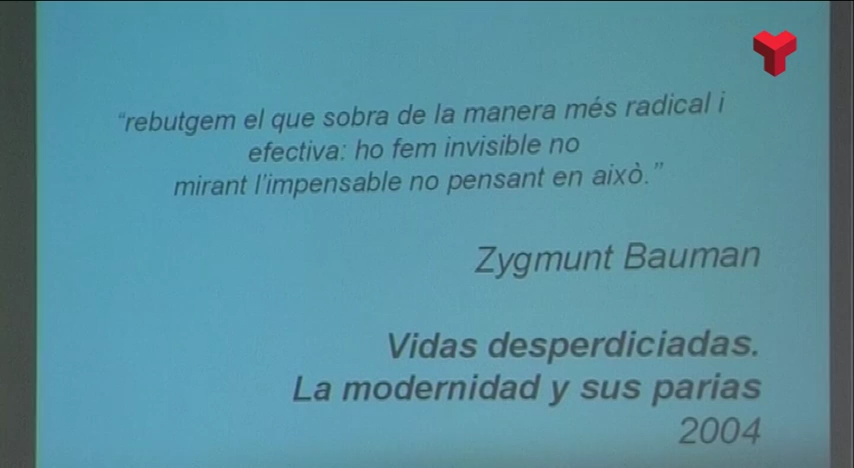 “rebutgem el que sobra de la manera més radical i
efectiva: ho fem invisible no
mirant l’impensable no pensant en això.”
Zygmunt Bauman
Vidas desperdiciadas.
La modernidad y sus parias
2004